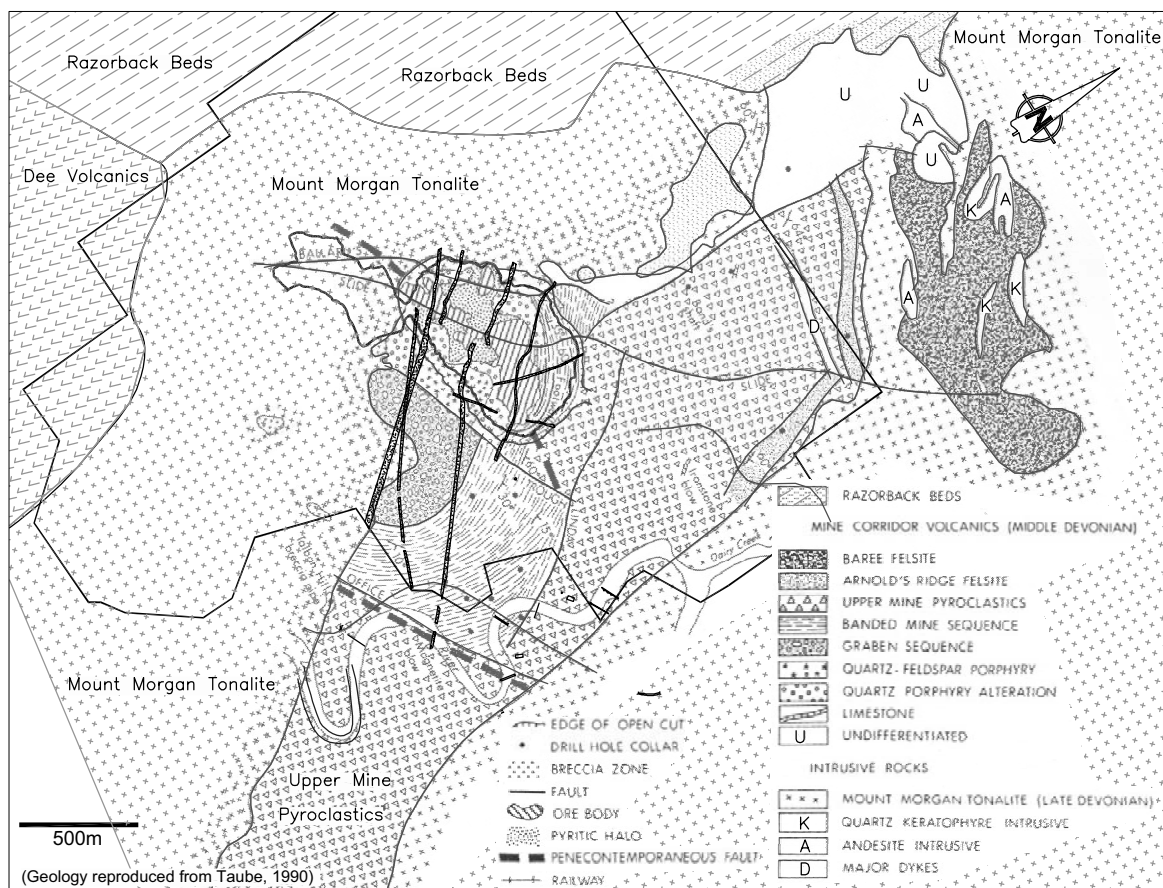 Mount Morgan Tonalite
Razorback Beds
Razorback Beds
U
U
A
U
N
Dee Volcanics
Mount Morgan Tonalite
K
A
SLIDE
A
K
K
D
SLIDE
Ironstone
blow
Dairy Creek
Mount Morgan Tonalite
Upper Mine
Pyroclastics
500m
(Geology reproduced from Taube, 1990)
EDGE OF OPEN CUT
DRILL HOLE COLLAR
BRECCIA ZONE
FAULT
ORE BODY
PYRITIC HALO
PENECONTEMPORANEOUS FAULT
RAILWAY
RAZORBACK BEDS
MINE CORRIDOR VOLCANICS (MIDDLE DEVONIAN)
BAREE FELSITE
ARNOLD'S RIDGE FELSITE
UPPER MINE PYROCLASTICS
BANDED MINE SEQUENCE
GRABEN SEQUENCE
QUARTZ-FELDSPAR PORPHYRY
QUARTZ PORPHYRY ALTERATION
LIMESTONE
U UNDIFFERENTIATED
INTRUSIVE ROCKS
MOUNT MORGAN TONALITE (LATE DEVONIAN)
K QUARTZ KERATOPHYRE INTRUSIVE
A ANDESITE INTRUSIVE
D MAJOR DYKES